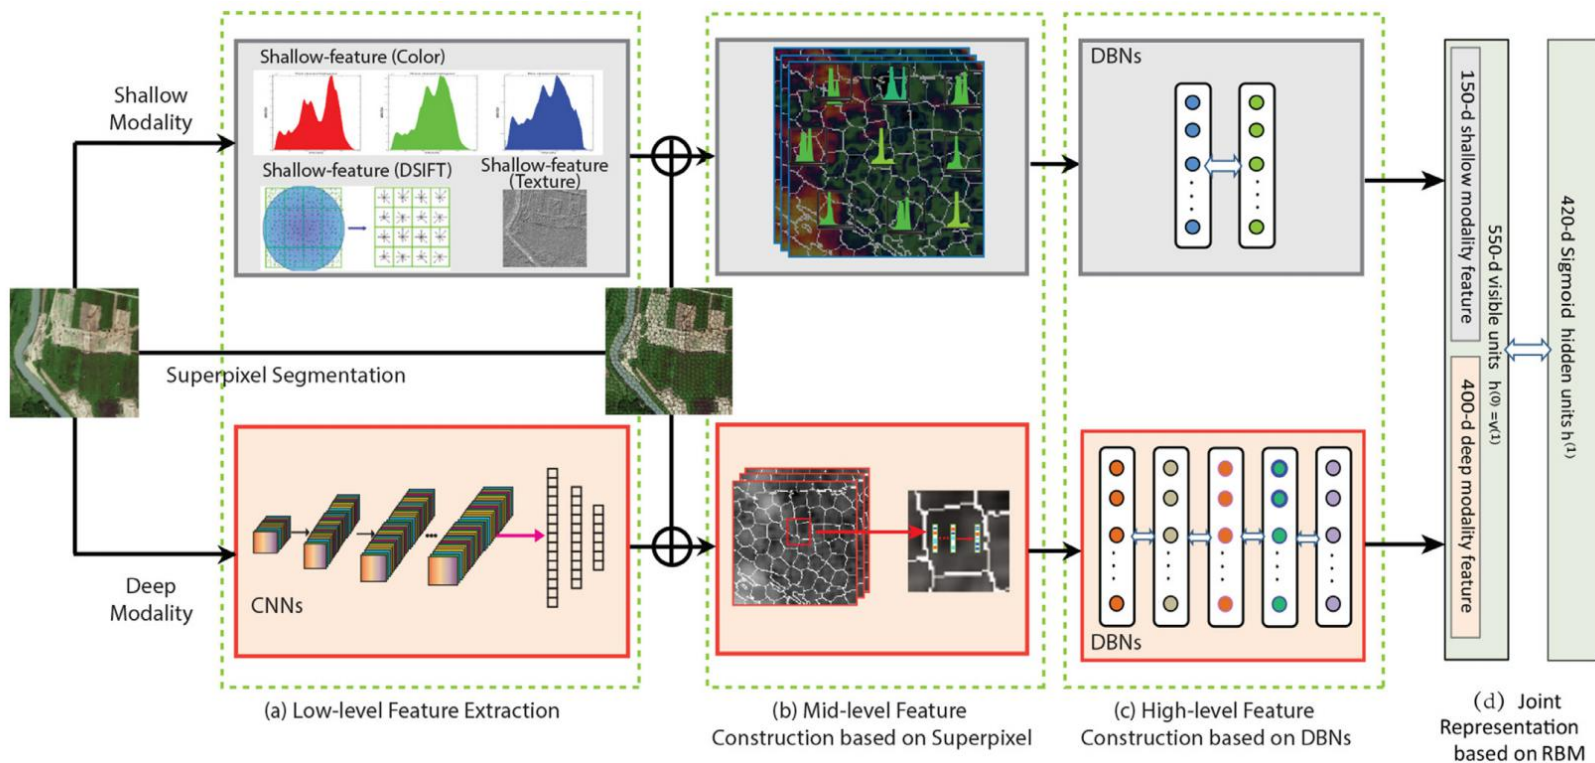 Shallow
Modality
Shallow-feature (Color)
Shallow-feature (DSIFT)
Shallow-feature
(Texture)
DBNs
150-d shallow modality feature
400-d deep modality feature
550-d visible units h⁽⁰⁾ =v⁽¹⁾
420-d Sigmoid hidden units h⁽¹⁾
Superpixel Segmentation
Deep
Modality
CNNs
...
DBNs
(a) Low-level Feature Extraction
(b) Mid-level Feature
Construction based on Superpixel
(c) High-level Feature
Construction based on DBNs
(d) Joint
Representation
based on RBM